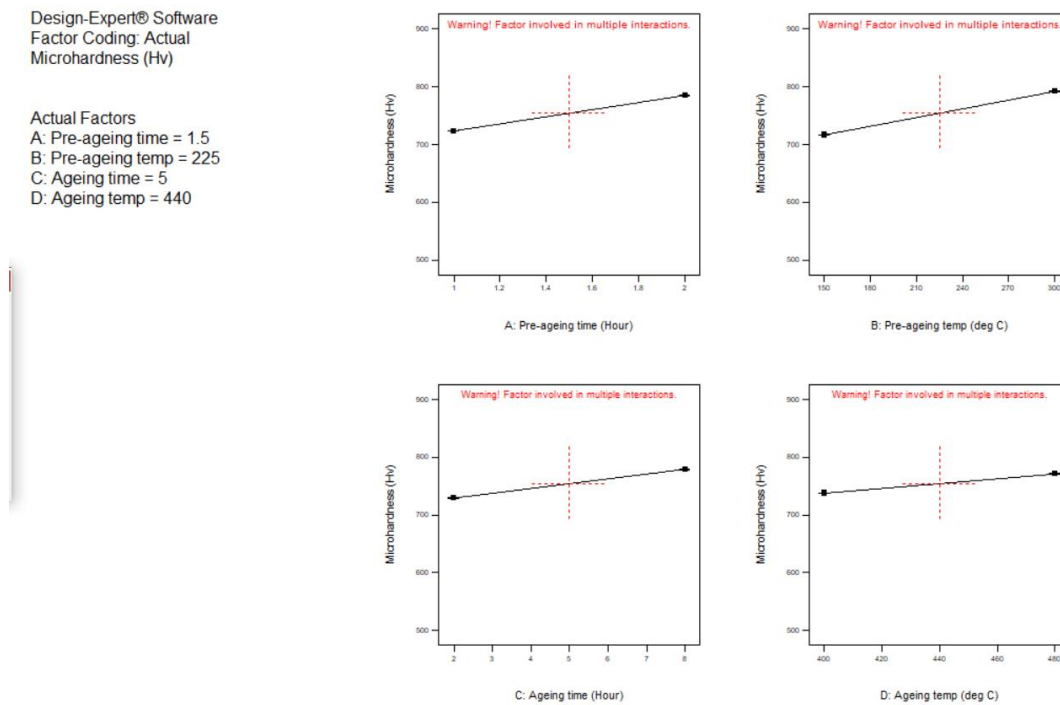 Design-Expert® Software
Factor Coding: Actual
Microhardness (Hv)
Actual Factors
A: Pre-ageing time = 1.5
B: Pre-ageing temp = 225
C: Ageing time = 5
D: Ageing temp = 440
Warning! Factor involved in multiple interactions.
Microhardness (Hv)
900
800
700
600
500
1 1.2 1.4 1.6 1.8 2
A: Pre-ageing time (Hour)
Warning! Factor involved in multiple interactions.
Microhardness (Hv)
900
800
700
600
500
150 180 210 240 270 300
B: Pre-ageing temp (deg C)
Warning! Factor involved in multiple interactions.
Microhardness (Hv)
900
800
700
600
500
2 3 4 5 6 7 8
C: Ageing time (Hour)
Warning! Factor involved in multiple interactions.
Microhardness (Hv)
900
800
700
600
500
400 420 440 460 480
D: Ageing temp (deg C)